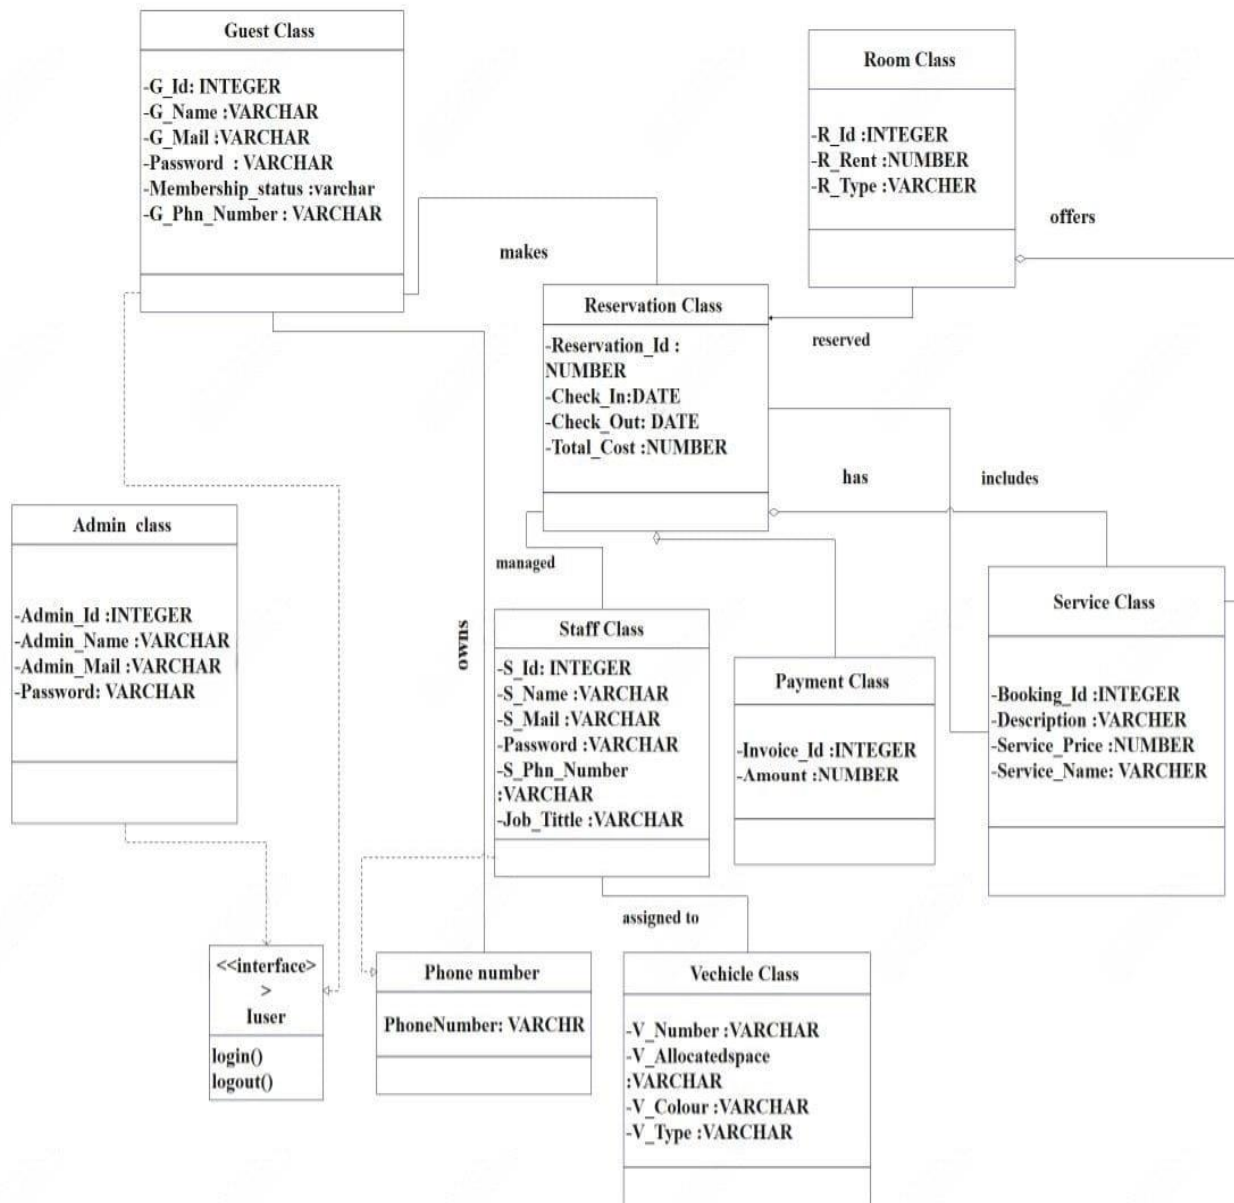 Guest Class
-G_Id: INTEGER
-G_Name :VARCHAR
-G_Mail :VARCHAR
-Password : VARCHAR
-Membership_status :varchar
-G_Phn_Number : VARCHAR
Room Class
-R_Id :INTEGER
-R_Rent :NUMBER
-R_Type :VARCHER
offers
makes
Reservation Class
-Reservation_Id :
NUMBER
-Check_In:DATE
-Check_Out: DATE
-Total_Cost :NUMBER
reserved
has
includes
managed
Admin class
-Admin_Id :INTEGER
-Admin_Name :VARCHAR
-Admin_Mail :VARCHAR
-Password: VARCHAR
owns
Staff Class
-S_Id: INTEGER
-S_Name :VARCHAR
-S_Mail :VARCHAR
-Password :VARCHAR
-S_Phn_Number
:VARCHAR
-Job_Tittle :VARCHAR
Payment Class
-Invoice_Id :INTEGER
-Amount :NUMBER
Service Class
-Booking_Id :INTEGER
-Description :VARCHER
-Service_Price :NUMBER
-Service_Name: VARCHER
assigned to
<<interface>
>
Iuser
login()
logout()
Phone number
PhoneNumber: VARCHR
Vechicle Class
-V_Number :VARCHAR
-V_Allocatedspace
:VARCHAR
-V_Colour :VARCHAR
-V_Type :VARCHAR